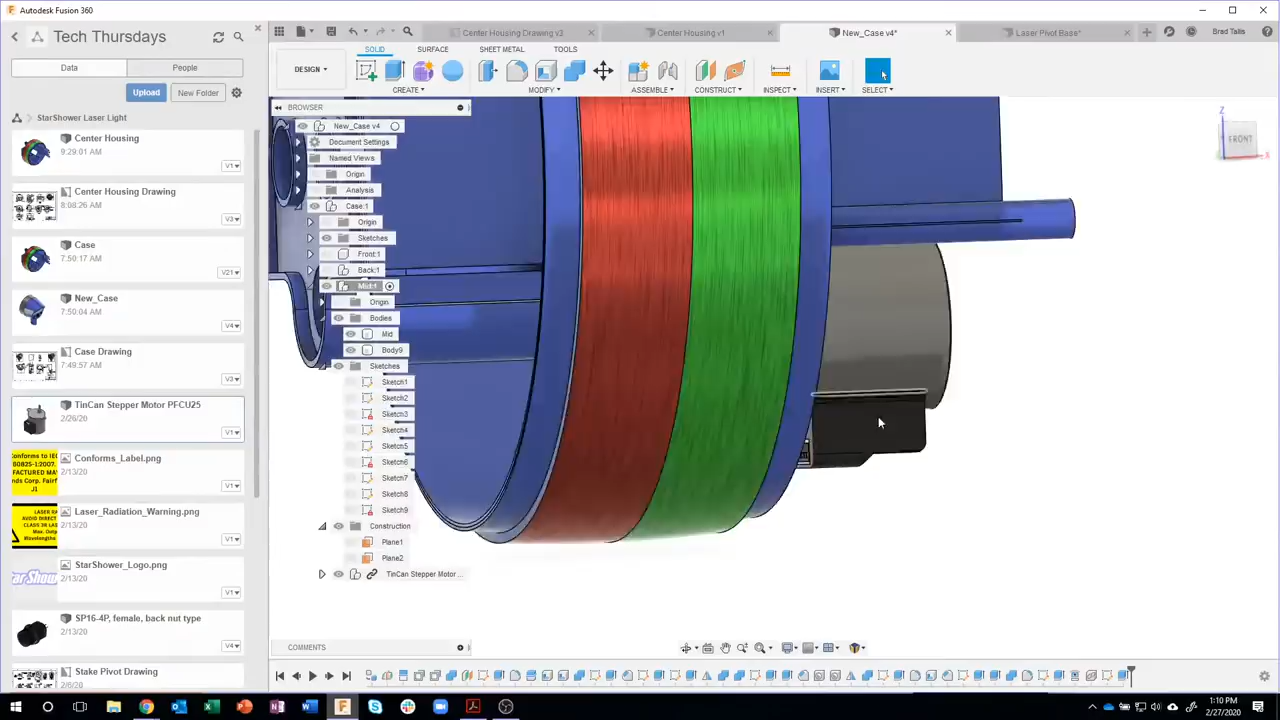 Autodesk Fusion 360
Tech Thursdays
Center Housing Drawing v3
Center Housing v1
New_Case v4*
Laser Pivot Base*
Brad Tallis
SOLID
SURFACE
SHEET METAL
TOOLS
Data
People
DESIGN
Upload
New Folder
CREATE
MODIFY
ASSEMBLE
CONSTRUCT
INSPECT
INSERT
SELECT
BROWSER
StarShower Laser Light
Center Housing
9:29:01 AM
V1
Center Housing Drawing
8:08:26 AM
V3
Case
7:50:17 AM
V21
New_Case
7:50:04 AM
V4
Case Drawing
7:49:57 AM
V3
TinCan Stepper Motor PFCU25
2/26/20
V1
Conforms_Label.png
2/13/20
V1
Laser_Radiation_Warning.png
2/13/20
V1
StarShower_Logo.png
2/13/20
V1
SP16-4P, female, back nut type
2/13/20
V4
Stake Pivot Drawing
2/6/20
New_Case v4
Document Settings
Named Views
Origin
Analysis
Case:1
Origin
Sketches
Front:1
Back:1
Mid:1
Origin
Bodies
Mid
Body9
Sketches
Sketch1
Sketch2
Sketch3
Sketch4
Sketch5
Sketch6
Sketch7
Sketch8
Sketch9
Construction
Plane1
Plane2
TinCan Stepper Motor ...
Z
FRONT
X
COMMENTS
1:10 PM
2/27/2020